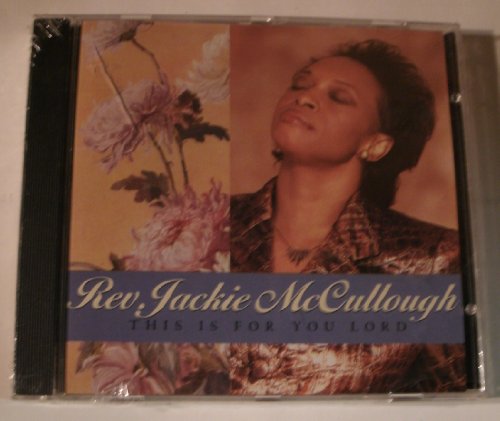 Rev. Jackie McCullough
THIS IS FOR YOU LORD